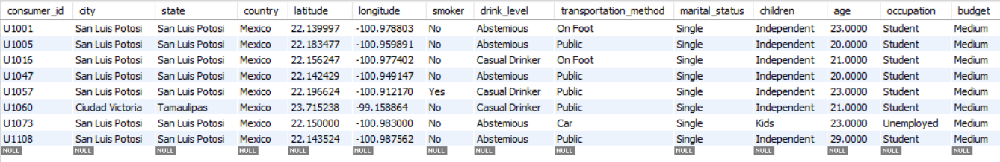 consumer_id city state country latitude longitude smoker drink_level transportation_method marital_status children age occupation budget
U1001 San Luis Potosi San Luis Potosi Mexico 22.139997 -100.978803 No Abstemious On Foot Single Independent 23.0000 Student Medium
U1005 San Luis Potosi San Luis Potosi Mexico 22.183477 -100.959891 No Abstemious Public Single Independent 20.0000 Student Medium
U1016 San Luis Potosi San Luis Potosi Mexico 22.156247 -100.977402 No Casual Drinker On Foot Single Independent 21.0000 Student Medium
U1047 San Luis Potosi San Luis Potosi Mexico 22.142429 -100.949147 No Abstemious Public Single Independent 20.0000 Student Medium
U1057 San Luis Potosi San Luis Potosi Mexico 22.196624 -100.912170 Yes Casual Drinker Public Single Independent 23.0000 Student Medium
U1060 Ciudad Victoria Tamaulipas Mexico 23.715238 -99.158864 No Casual Drinker Public Single Independent 21.0000 Student Medium
U1073 San Luis Potosi San Luis Potosi Mexico 22.150000 -100.983000 No Abstemious Car Single Kids 23.0000 Unemployed Medium
U1108 San Luis Potosi San Luis Potosi Mexico 22.143524 -100.987562 No Abstemious Public Single Independent 29.0000 Student Medium
NULL NULL NULL NULL NULL NULL NULL NULL NULL NULL NULL NULL NULL NULL